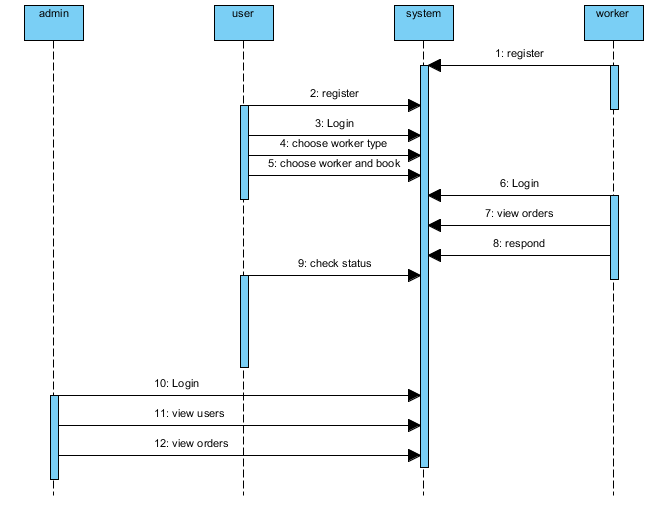 admin
user
system
worker
1: register
2: register
3: Login
4: choose worker type
5: choose worker and book
6: Login
7: view orders
8: respond
9: check status
10: Login
11: view users
12: view orders